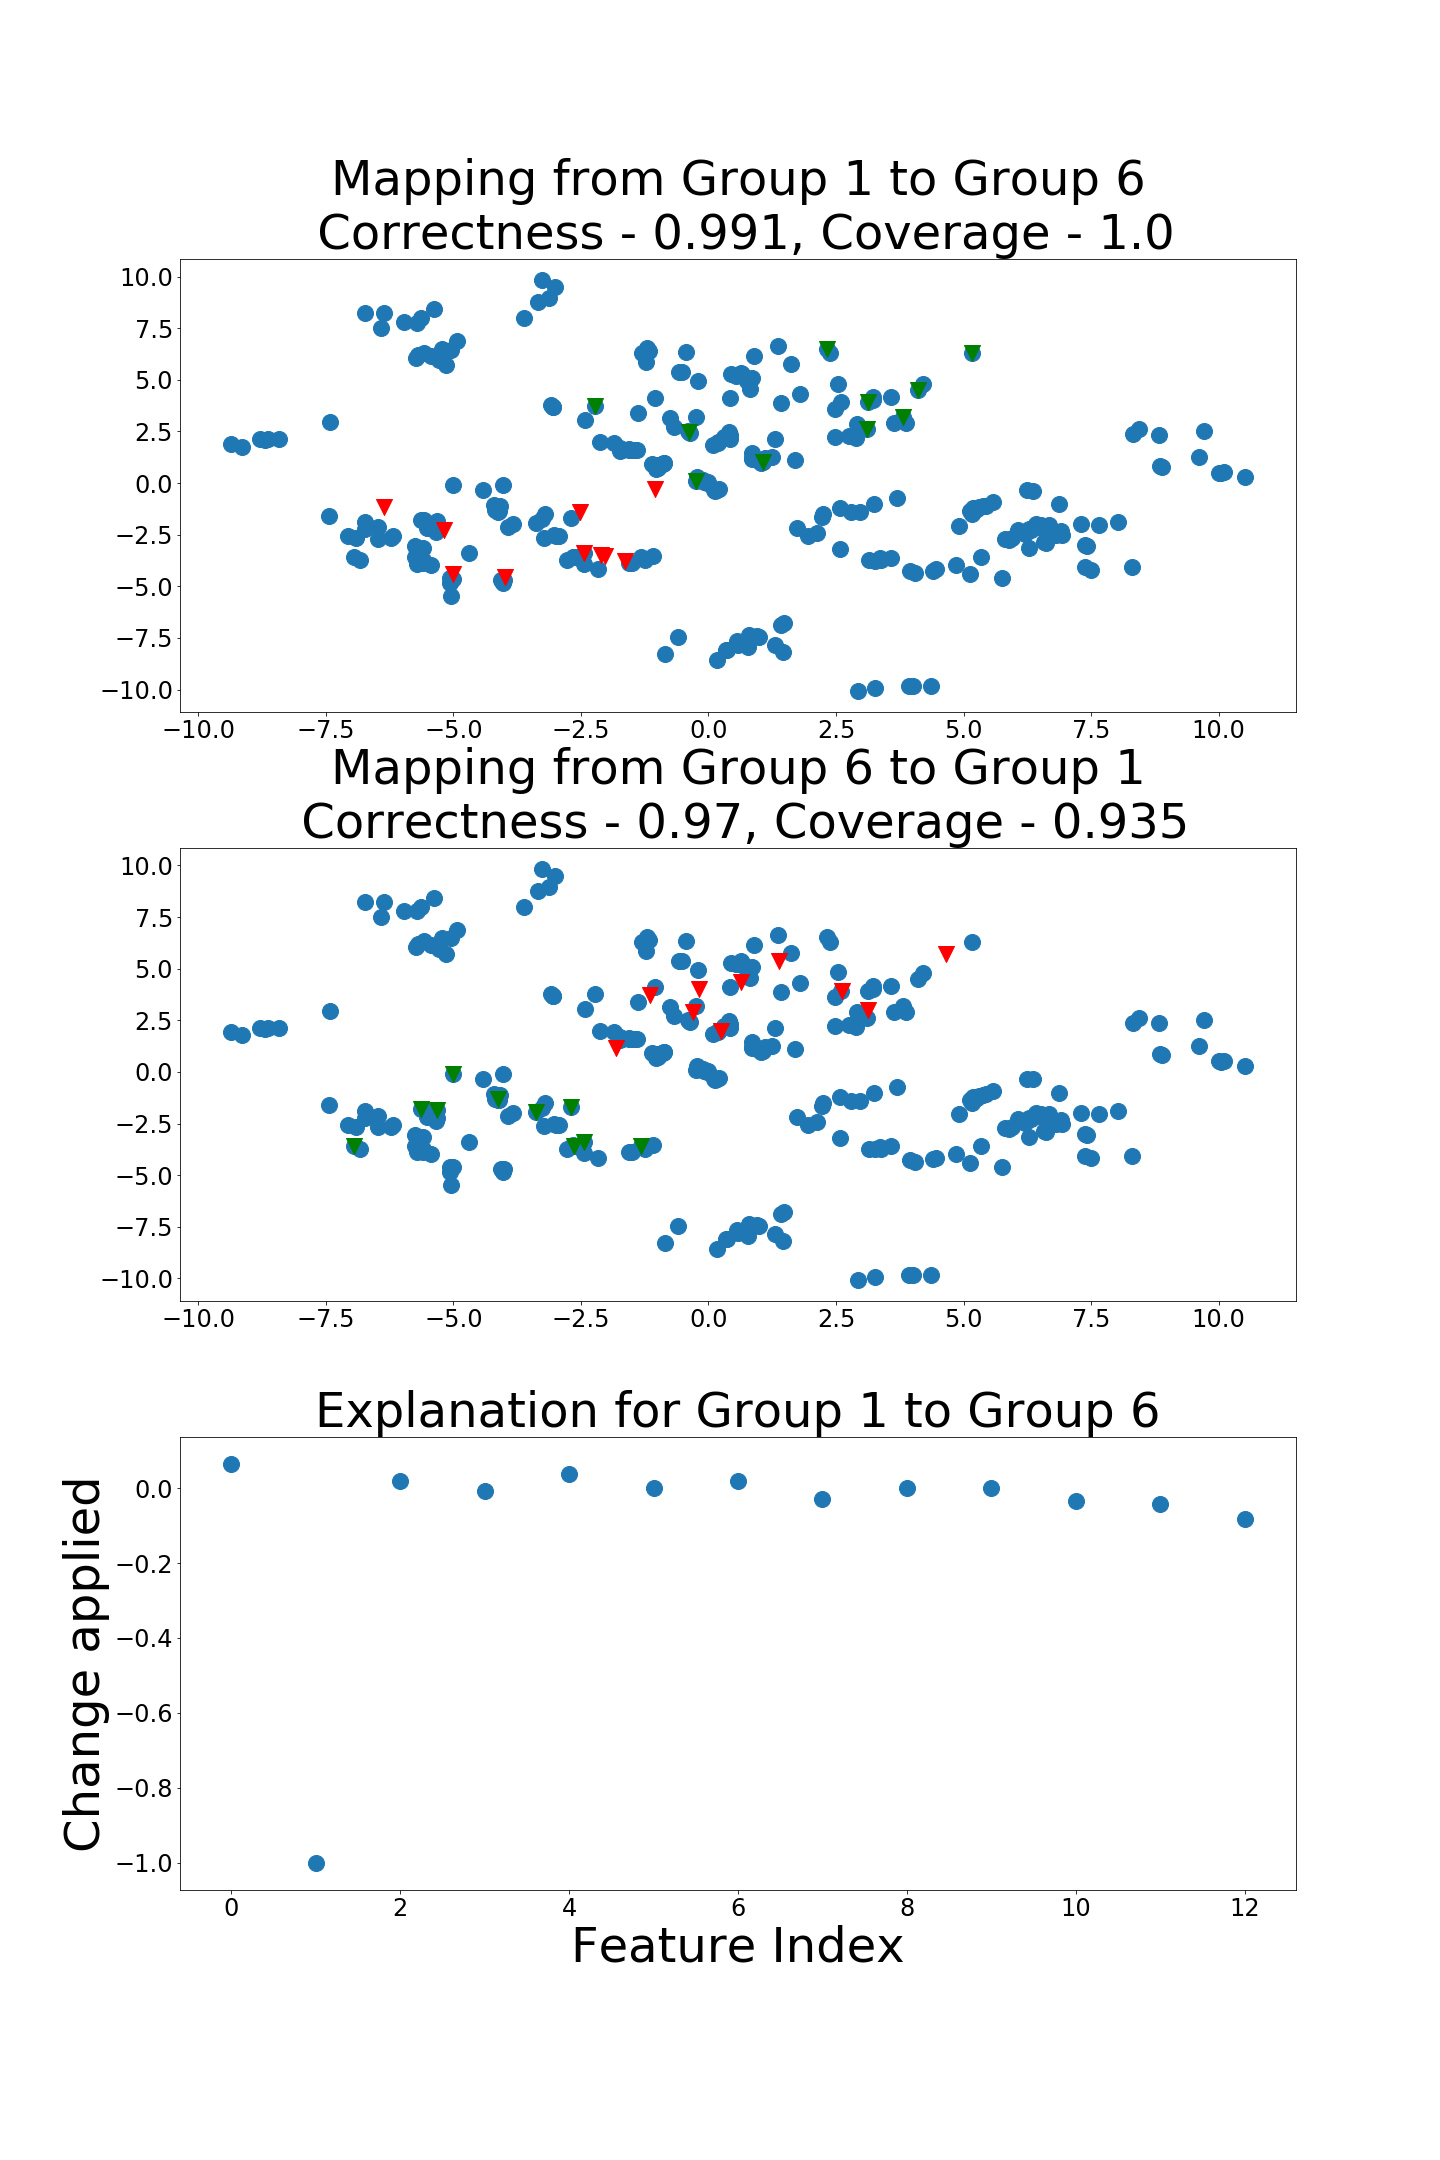 Mapping from Group 1 to Group 6
Correctness - 0.991, Coverage - 1.0
10.0
7.5
5.0
2.5
0.0
−2.5
−5.0
−7.5
−10.0
−10.0 −7.5 −5.0 −2.5 0.0 2.5 5.0 7.5 10.0
Mapping from Group 6 to Group 1
Correctness - 0.97, Coverage - 0.935
10.0
7.5
5.0
2.5
0.0
−2.5
−5.0
−7.5
−10.0
−10.0 −7.5 −5.0 −2.5 0.0 2.5 5.0 7.5 10.0
Explanation for Group 1 to Group 6
Change applied
0.0
−0.2
−0.4
−0.6
−0.8
−1.0
0 2 4 6 8 10 12
Feature Index